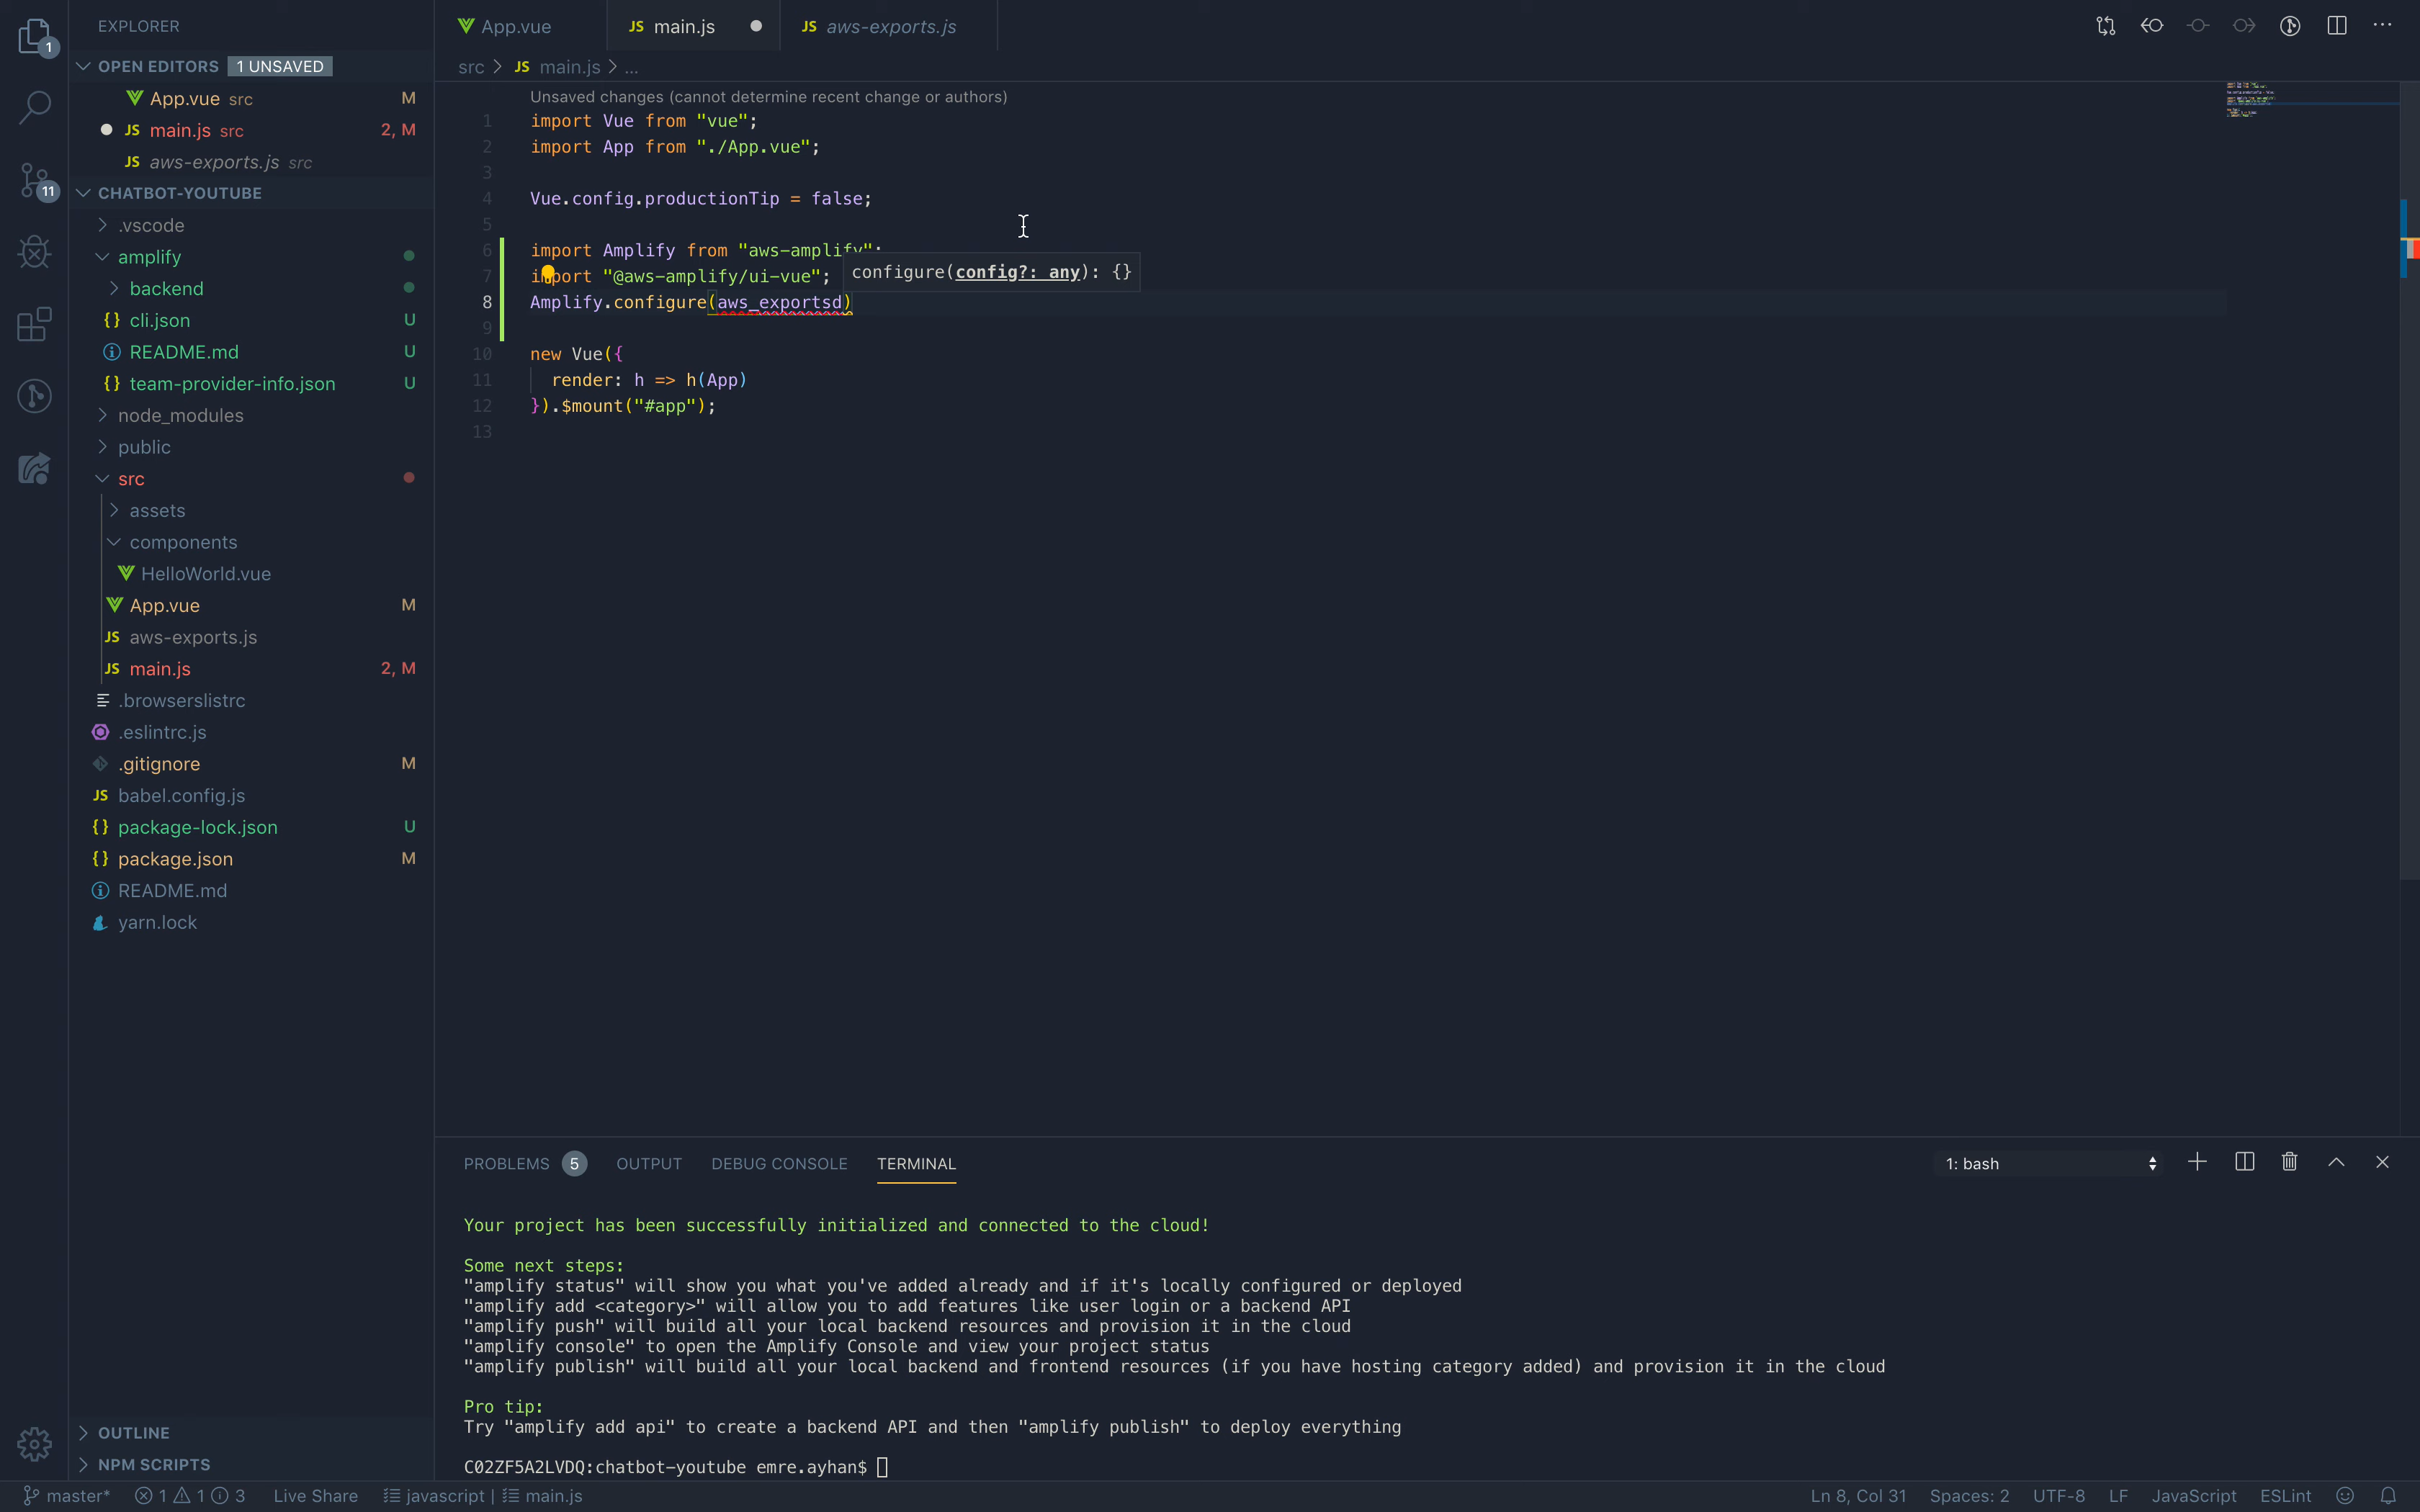 EXPLORER
OPEN EDITORS 1 UNSAVED
App.vue src M
JS main.js src 2, M
JS aws-exports.js src
CHATBOT-YOUTUBE
.vscode
amplify
backend
{} cli.json U
README.md U
{} team-provider-info.json U
node_modules
public
src
assets
components
HelloWorld.vue
App.vue M
JS aws-exports.js
JS main.js 2, M
.browserslistrc
.eslintrc.js
.gitignore M
JS babel.config.js
{} package-lock.json U
{} package.json M
README.md
yarn.lock
OUTLINE
NPM SCRIPTS
1
11
App.vue JS main.js JS aws-exports.js
src > JS main.js > ...
Unsaved changes (cannot determine recent change or authors)
1 import Vue from "vue";
2 import App from "./App.vue";
3
4 Vue.config.productionTip = false;
5
6 import Amplify from "aws-amplify";
7 import "@aws-amplify/ui-vue";
configure(config?: any): {}
8 Amplify.configure(aws_exportsd)
9
10 new Vue({
11 render: h => h(App)
12 }).$mount("#app");
13
PROBLEMS 5 OUTPUT DEBUG CONSOLE TERMINAL 1: bash
Your project has been successfully initialized and connected to the cloud!
Some next steps:
"amplify status" will show you what you've added already and if it's locally configured or deployed
"amplify add <category>" will allow you to add features like user login or a backend API
"amplify push" will build all your local backend resources and provision it in the cloud
"amplify console" to open the Amplify Console and view your project status
"amplify publish" will build all your local backend and frontend resources (if you have hosting category added) and provision it in the cloud
Pro tip:
Try "amplify add api" to create a backend API and then "amplify publish" to deploy everything
C02ZF5A2LVDQ:chatbot-youtube emre.ayhan$
master* 1 1 3 Live Share javascript | main.js Ln 8, Col 31 Spaces: 2 UTF-8 LF JavaScript ESLint